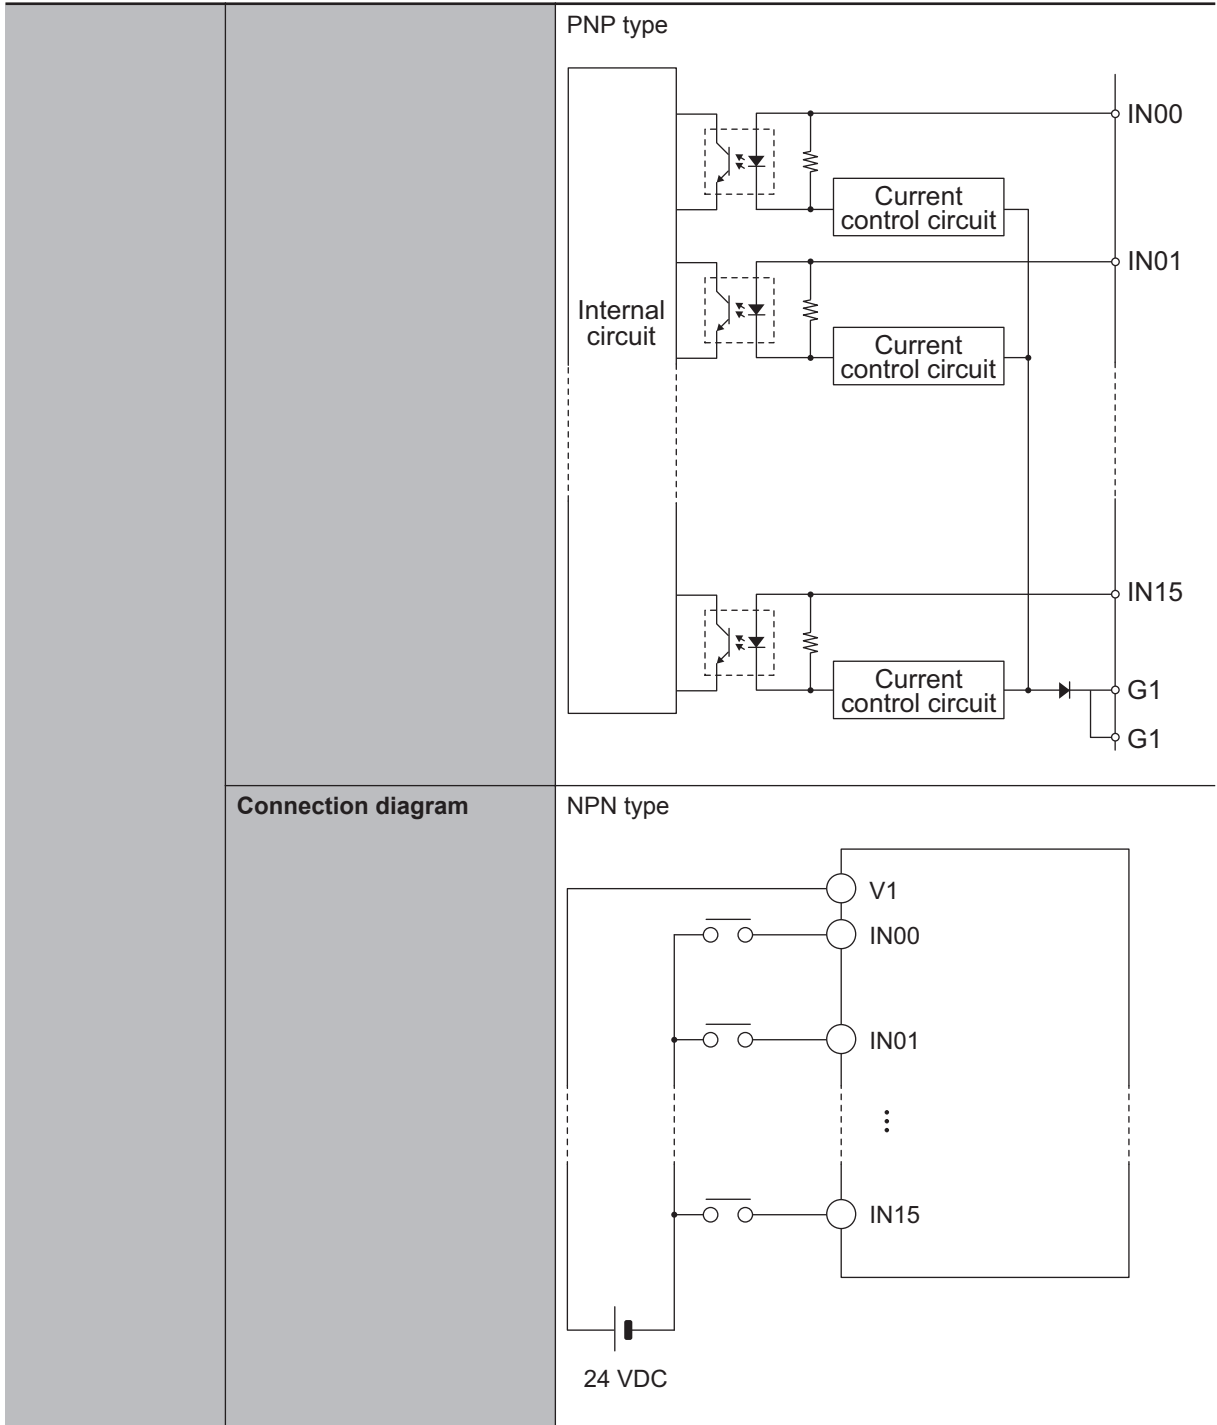 PNP type
IN00
Current
control circuit
IN01
Internal
circuit
Current
control circuit
IN15
Current
control circuit
G1
G1
Connection diagram
NPN type
V1
IN00
IN01
IN15
24 VDC